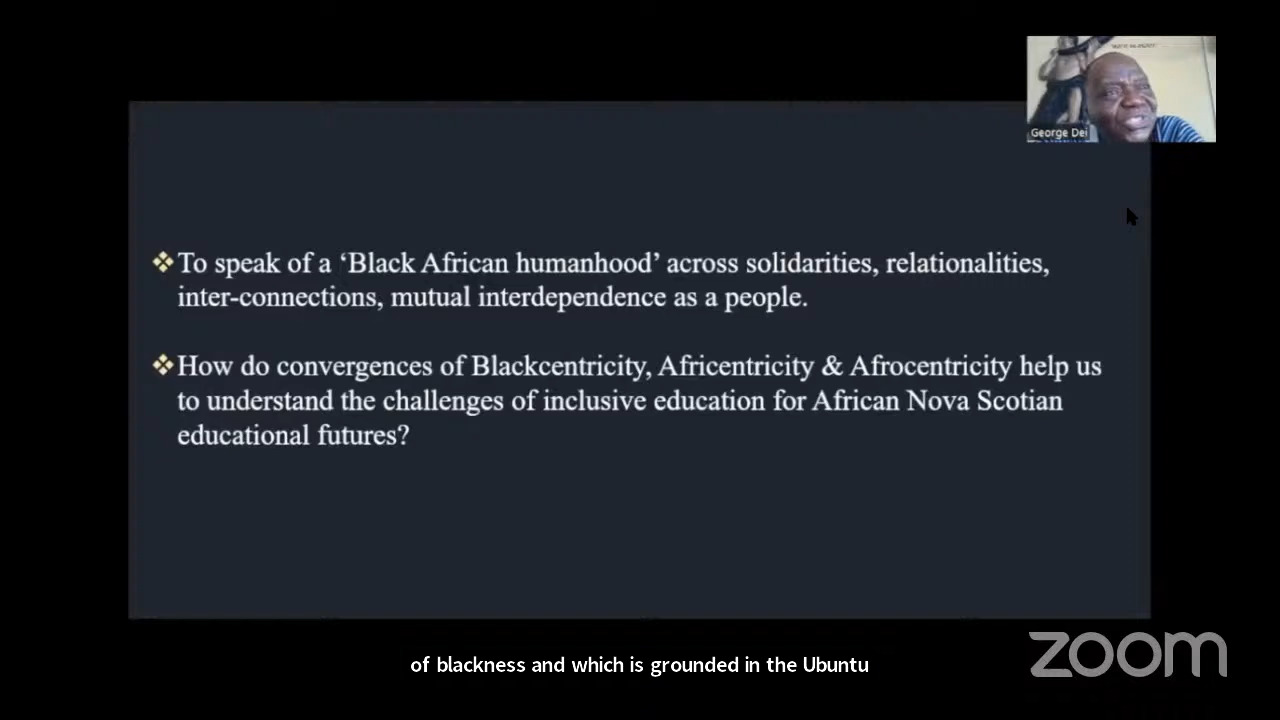 George Dei
❖To speak of a ‘Black African humanhood’ across solidarities, relationalities,
inter-connections, mutual interdependence as a people.
❖How do convergences of Blackcentricity, Africentricity & Afrocentricity help us
to understand the challenges of inclusive education for African Nova Scotian
educational futures?
of blackness and which is grounded in the Ubuntu
zoom